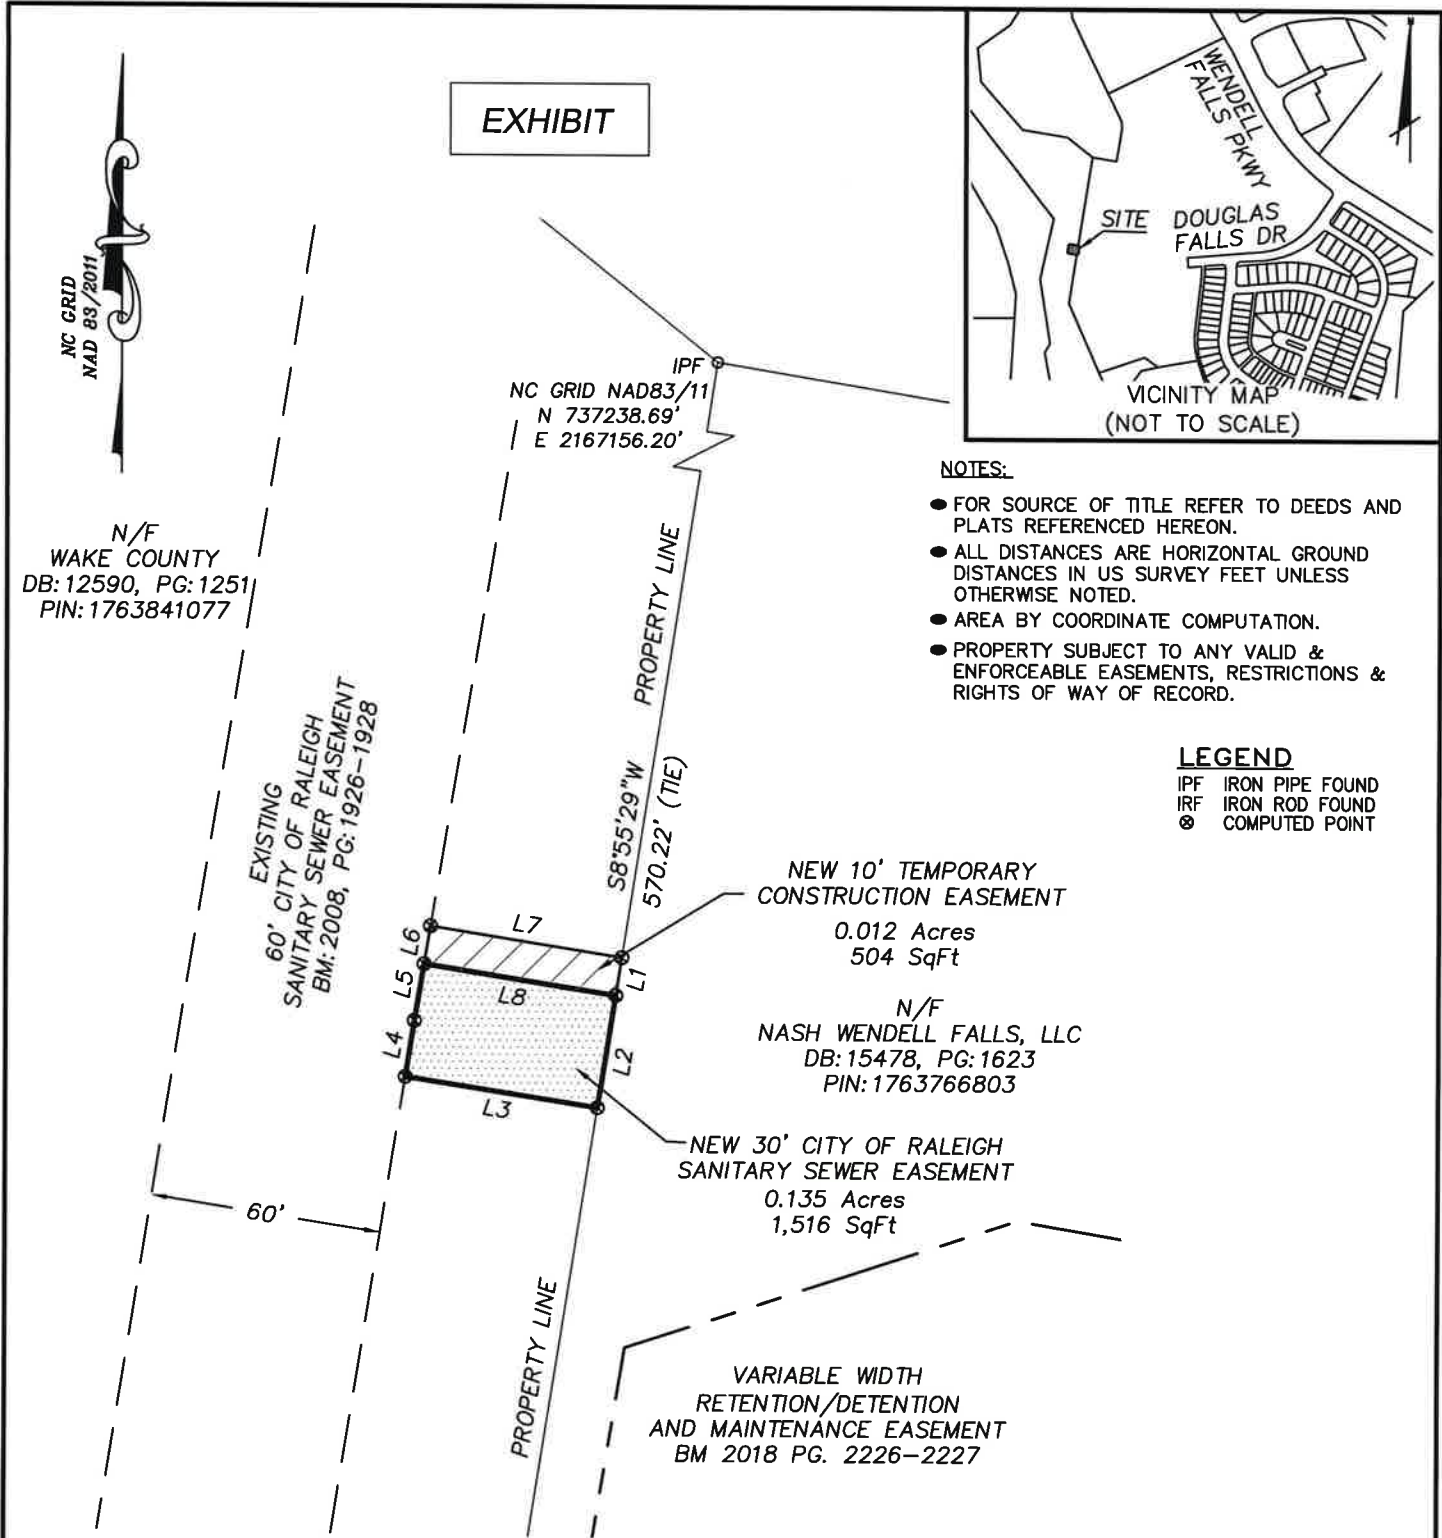 EXHIBIT
NC GRID
NAD 83/2011
N
WENDELL
FALLS PKWY
SITE
DOUGLAS
FALLS DR
VICINITY MAP
(NOT TO SCALE)
IPF
NC GRID NAD83/11
N 737238.69'
E 2167156.20'
NOTES:
● FOR SOURCE OF TITLE REFER TO DEEDS AND
PLATS REFERENCED HEREON.
● ALL DISTANCES ARE HORIZONTAL GROUND
DISTANCES IN US SURVEY FEET UNLESS
OTHERWISE NOTED.
● AREA BY COORDINATE COMPUTATION.
● PROPERTY SUBJECT TO ANY VALID &
ENFORCEABLE EASEMENTS, RESTRICTIONS &
RIGHTS OF WAY OF RECORD.
N/F
WAKE COUNTY
DB: 12590, PG: 1251
PIN: 1763841077
PROPERTY LINE
EXISTING
60' CITY OF RALEIGH
SANITARY SEWER EASEMENT
BM: 2008, PG: 1926-1928
S8°55'29"W
570.22' (TIE)
LEGEND
IPF IRON PIPE FOUND
IRF IRON ROD FOUND
⊗ COMPUTED POINT
NEW 10' TEMPORARY
CONSTRUCTION EASEMENT
0.012 Acres
504 SqFt
L7
L6
L1
L5
L8
L4
L2
L3
N/F
NASH WENDELL FALLS, LLC
DB: 15478, PG: 1623
PIN: 1763766803
NEW 30' CITY OF RALEIGH
SANITARY SEWER EASEMENT
0.135 Acres
1,516 SqFt
60'
PROPERTY LINE
VARIABLE WIDTH
RETENTION/DETENTION
AND MAINTENANCE EASEMENT
BM 2018 PG. 2226-2227